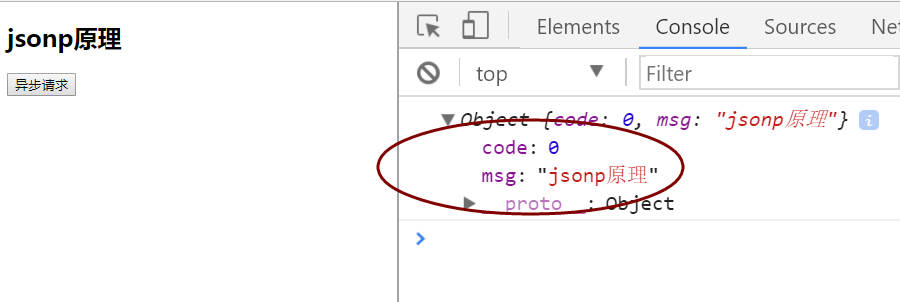 jsonp原理
异步请求
Elements Console Sources Net
top Filter
Object {code: 0, msg: "jsonp原理"} i
code: 0
msg: "jsonp原理"
__proto__: Object